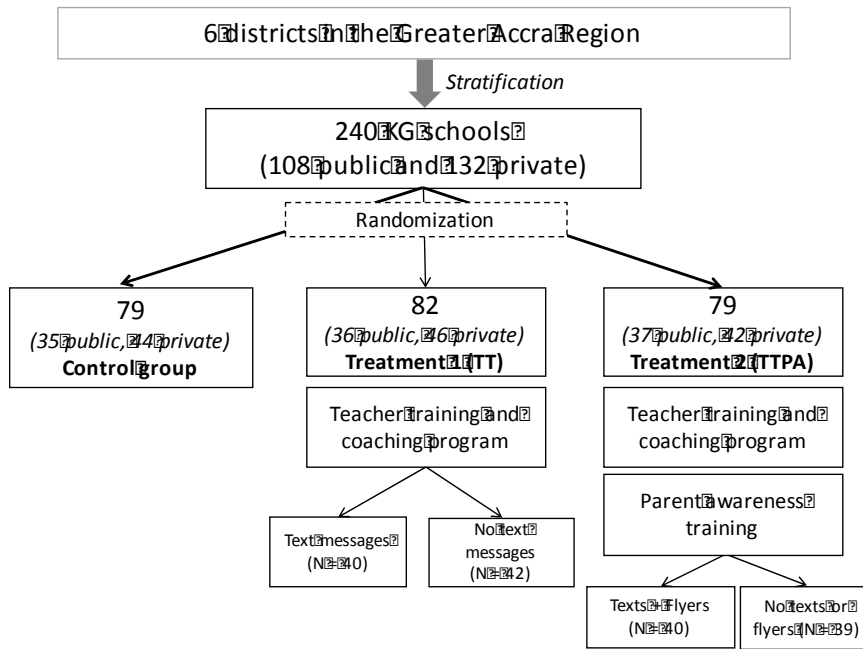 6 districts in the Greater Accra Region
Stratification
240 KG schools
(108 public and 132 private)
Randomization
79
(35 public, 44 private)
Control group
82
(36 public, 46 private)
Treatment 1 (TT)
79
(37 public, 42 private)
Treatment 2 (TTPA)
Teacher training and
coaching program
Teacher training and
coaching program
Parent awareness
training
Text messages
(N = 40)
No text
messages
(N = 42)
Texts + Flyers
(N = 40)
No texts or
flyers (N = 39)